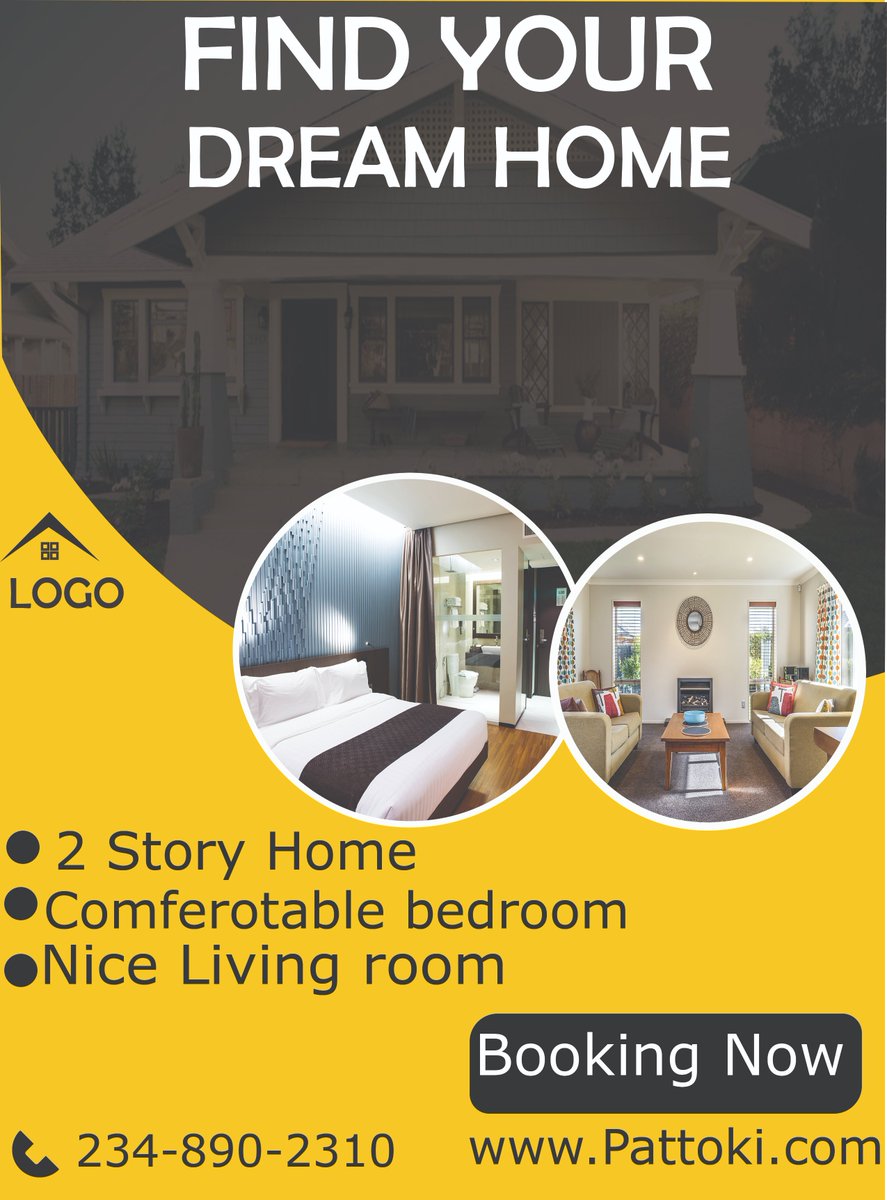 FIND YOUR
DREAM HOME
LOGO
2 Story Home
Comferotable bedroom
Nice Living room
Booking Now
234-890-2310
www.Pattoki.com